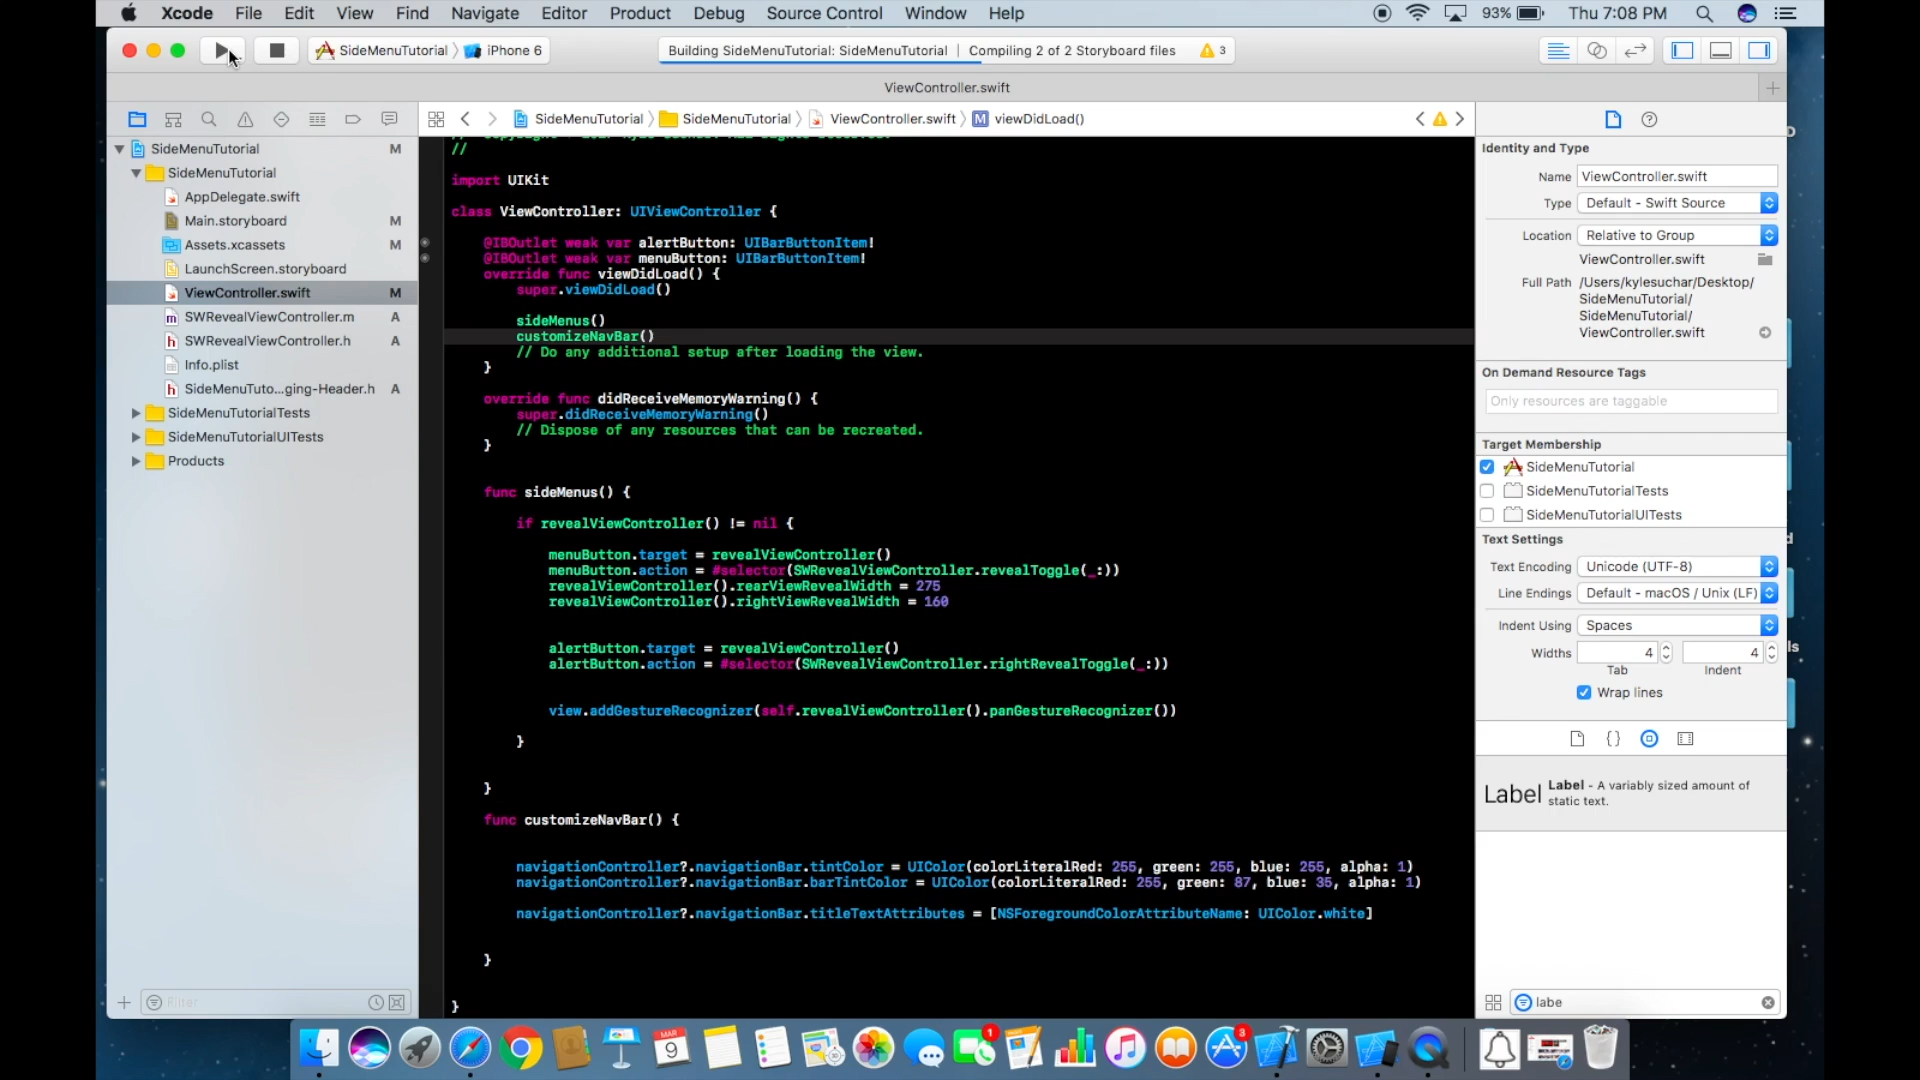 Xcode File Edit View Find Navigate Editor Product Debug Source Control Window Help 93% Thu 7:08 PM
SideMenuTutorial iPhone 6 Building SideMenuTutorial: SideMenuTutorial | Compiling 2 of 2 Storyboard files 3
ViewController.swift
SideMenuTutorial SideMenuTutorial ViewController.swift M viewDidLoad()
SideMenuTutorial M
SideMenuTutorial
AppDelegate.swift
Main.storyboard M
Assets.xcassets M
LaunchScreen.storyboard
ViewController.swift M
m SWRevealViewController.m A
h SWRevealViewController.h A
Info.plist
h SideMenuTuto...ging-Header.h A
SideMenuTutorialTests
SideMenuTutorialUITests
Products
Filter
//
import UIKit
class ViewController: UIViewController {
@IBOutlet weak var alertButton: UIBarButtonItem!
@IBOutlet weak var menuButton: UIBarButtonItem!
override func viewDidLoad() {
super.viewDidLoad()
sideMenus()
customizeNavBar()
// Do any additional setup after loading the view.
}
override func didReceiveMemoryWarning() {
super.didReceiveMemoryWarning()
// Dispose of any resources that can be recreated.
}
func sideMenus() {
if revealViewController() != nil {
menuButton.target = revealViewController()
menuButton.action = #selector(SWRevealViewController.revealToggle(_:))
revealViewController().rearViewRevealWidth = 275
revealViewController().rightViewRevealWidth = 160
alertButton.target = revealViewController()
alertButton.action = #selector(SWRevealViewController.rightRevealToggle(_:))
view.addGestureRecognizer(self.revealViewController().panGestureRecognizer())
}
}
func customizeNavBar() {
navigationController?.navigationBar.tintColor = UIColor(colorLiteralRed: 255, green: 255, blue: 255, alpha: 1)
navigationController?.navigationBar.barTintColor = UIColor(colorLiteralRed: 255, green: 87, blue: 35, alpha: 1)
navigationController?.navigationBar.titleTextAttributes = [NSForegroundColorAttributeName: UIColor.white]
}
}
Identity and Type
Name ViewController.swift
Type Default - Swift Source
Location Relative to Group
ViewController.swift
Full Path /Users/kylesuchar/Desktop/
SideMenuTutorial/
SideMenuTutorial/
ViewController.swift
On Demand Resource Tags
Only resources are taggable
Target Membership
SideMenuTutorial
SideMenuTutorialTests
SideMenuTutorialUITests
Text Settings
Text Encoding Unicode (UTF-8)
Line Endings Default - macOS / Unix (LF)
Indent Using Spaces
Widths 4 4
Tab Indent
Wrap lines
{ }
Label Label - A variably sized amount of
static text.
labe
MAR
9
1
3